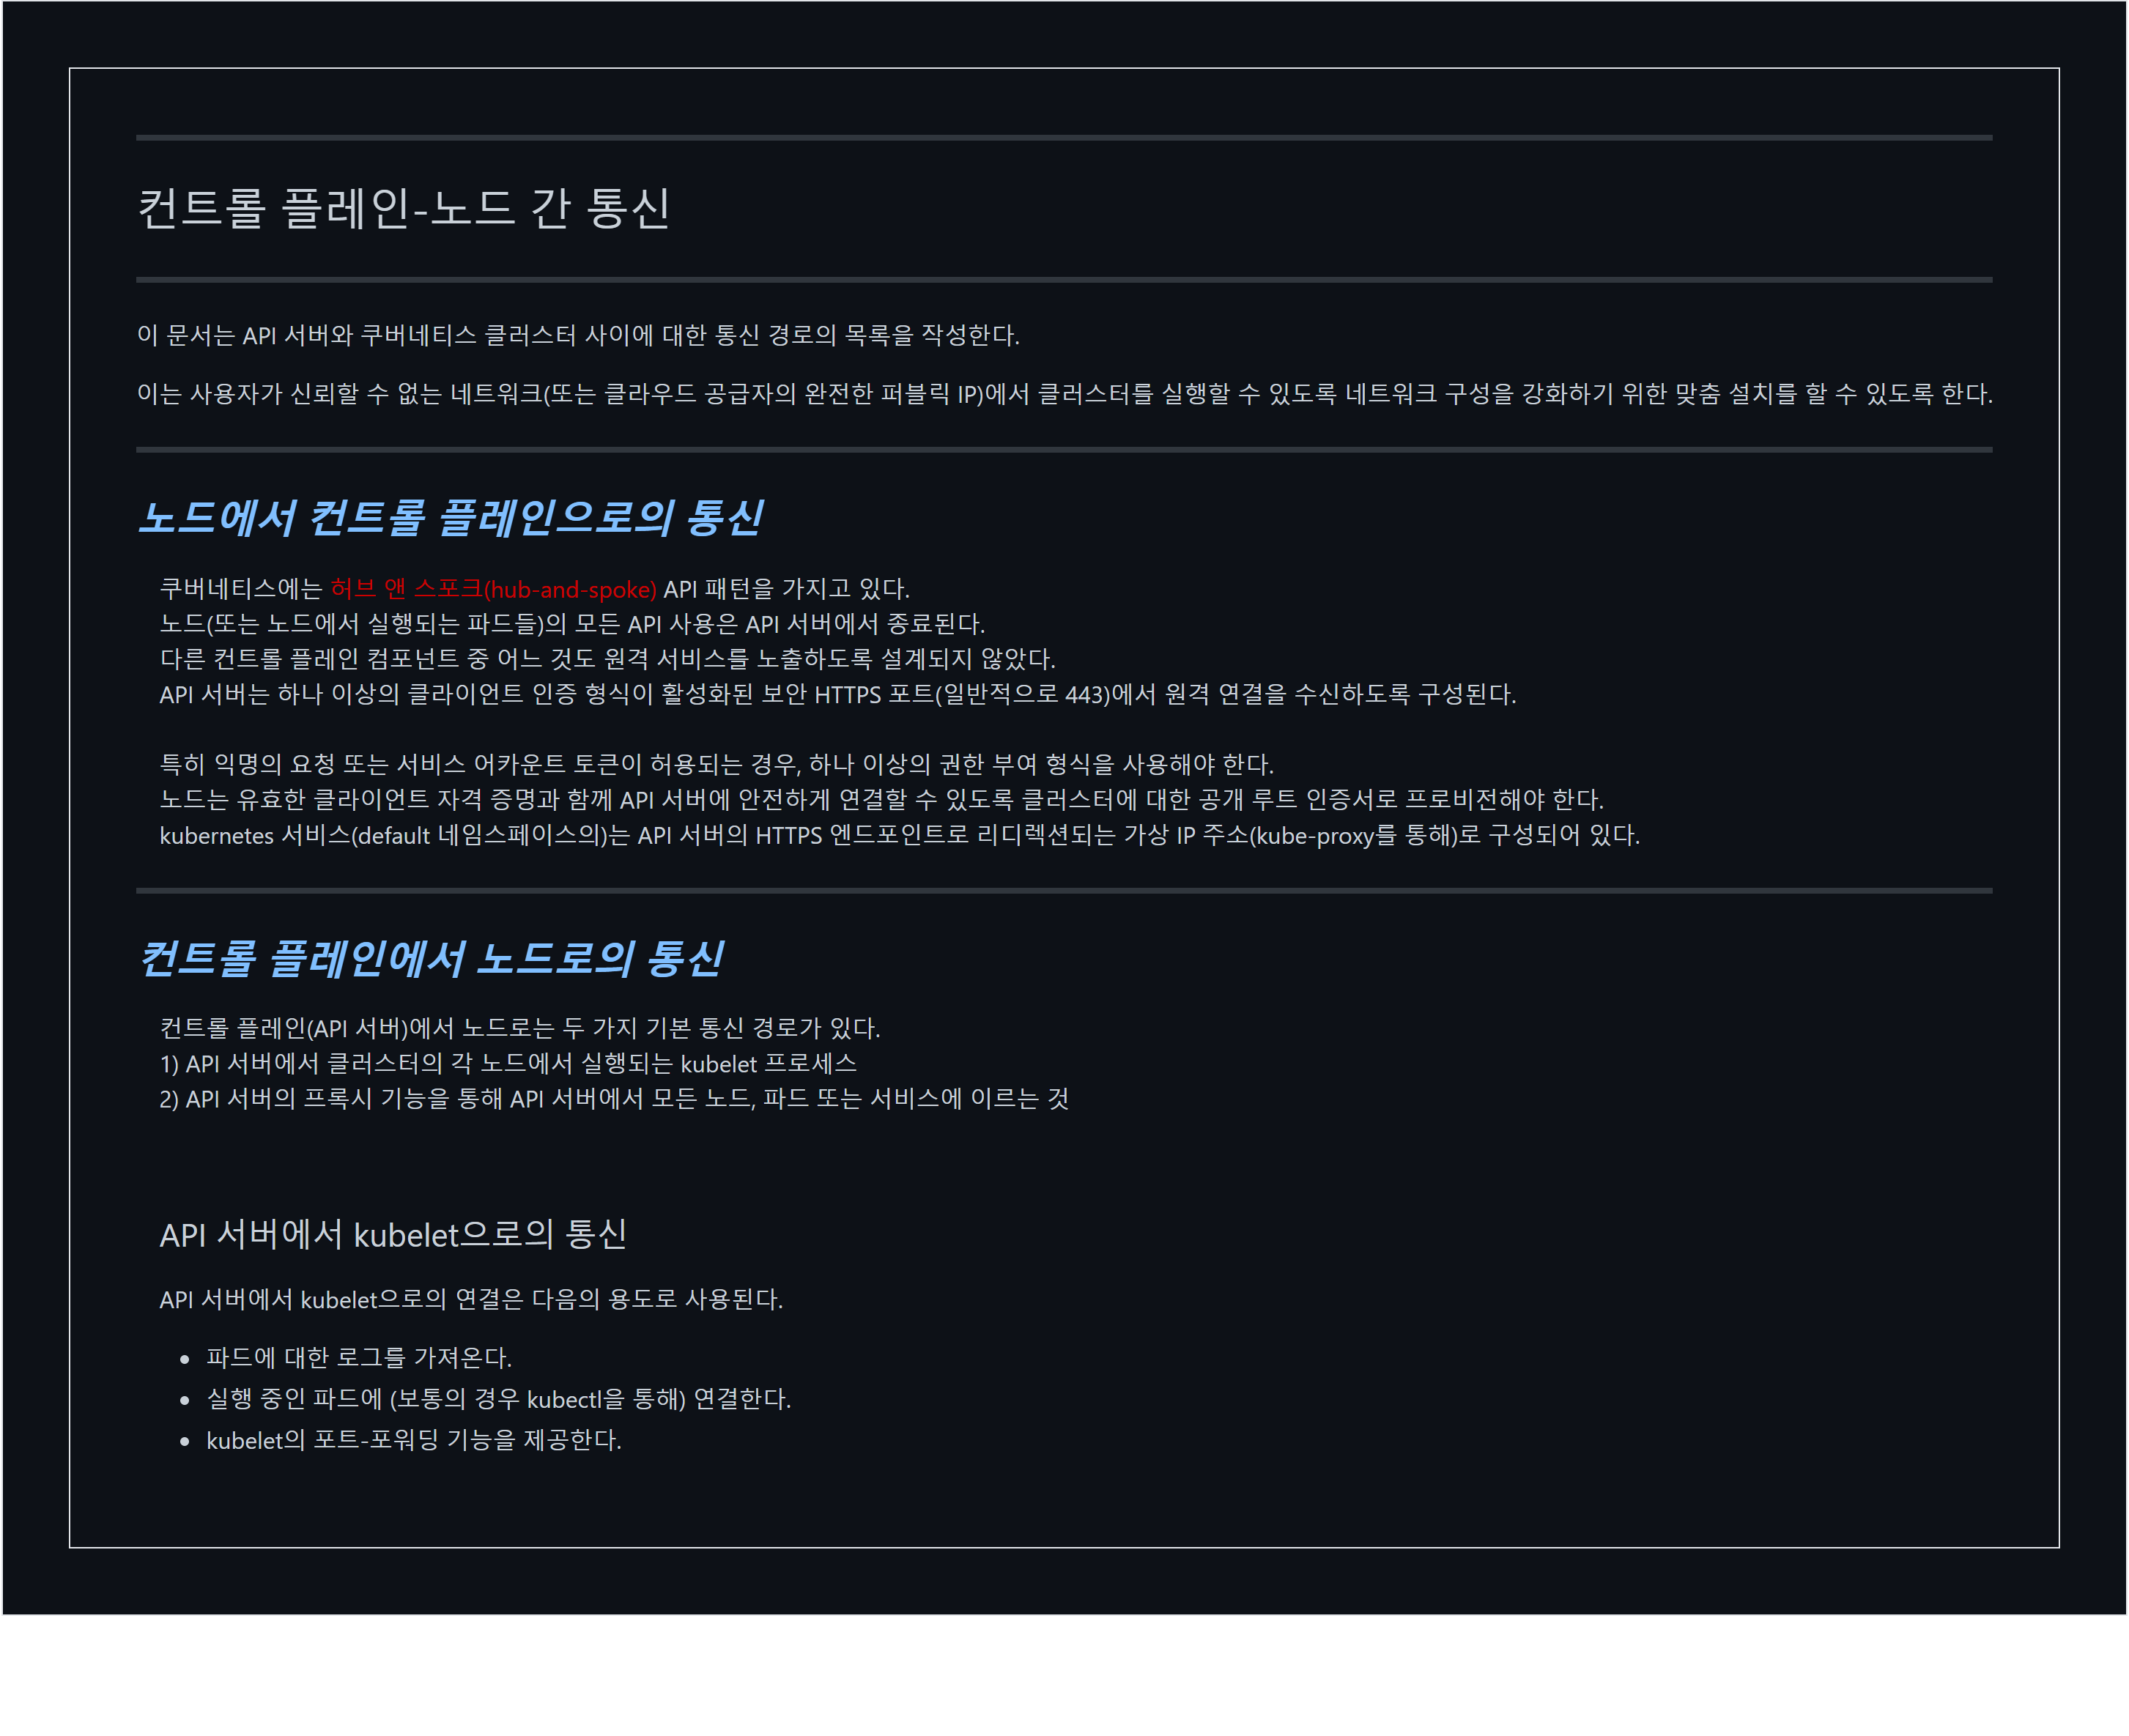 컨트롤 플레인-노드 간 통신
이 문서는 API 서버와 쿠버네티스 클러스터 사이에 대한 통신 경로의 목록을 작성한다.
이는 사용자가 신뢰할 수 없는 네트워크(또는 클라우드 공급자의 완전한 퍼블릭 IP)에서 클러스터를 실행할 수 있도록 네트워크 구성을 강화하기 위한 맞춤 설치를 할 수 있도록 한다.
노드에서 컨트롤 플레인으로의 통신
쿠버네티스에는 허브 앤 스포크(hub-and-spoke) API 패턴을 가지고 있다.
노드(또는 노드에서 실행되는 파드들)의 모든 API 사용은 API 서버에서 종료된다.
다른 컨트롤 플레인 컴포넌트 중 어느 것도 원격 서비스를 노출하도록 설계되지 않았다.
API 서버는 하나 이상의 클라이언트 인증 형식이 활성화된 보안 HTTPS 포트(일반적으로 443)에서 원격 연결을 수신하도록 구성된다.
특히 익명의 요청 또는 서비스 어카운트 토큰이 허용되는 경우, 하나 이상의 권한 부여 형식을 사용해야 한다.
노드는 유효한 클라이언트 자격 증명과 함께 API 서버에 안전하게 연결할 수 있도록 클러스터에 대한 공개 루트 인증서로 프로비전해야 한다.
kubernetes 서비스(default 네임스페이스의)는 API 서버의 HTTPS 엔드포인트로 리디렉션되는 가상 IP 주소(kube-proxy를 통해)로 구성되어 있다.
컨트롤 플레인에서 노드로의 통신
컨트롤 플레인(API 서버)에서 노드로는 두 가지 기본 통신 경로가 있다.
1) API 서버에서 클러스터의 각 노드에서 실행되는 kubelet 프로세스
2) API 서버의 프록시 기능을 통해 API 서버에서 모든 노드, 파드 또는 서비스에 이르는 것
API 서버에서 kubelet으로의 통신
API 서버에서 kubelet으로의 연결은 다음의 용도로 사용된다.
• 파드에 대한 로그를 가져온다.
• 실행 중인 파드에 (보통의 경우 kubectl을 통해) 연결한다.
• kubelet의 포트-포워딩 기능을 제공한다.